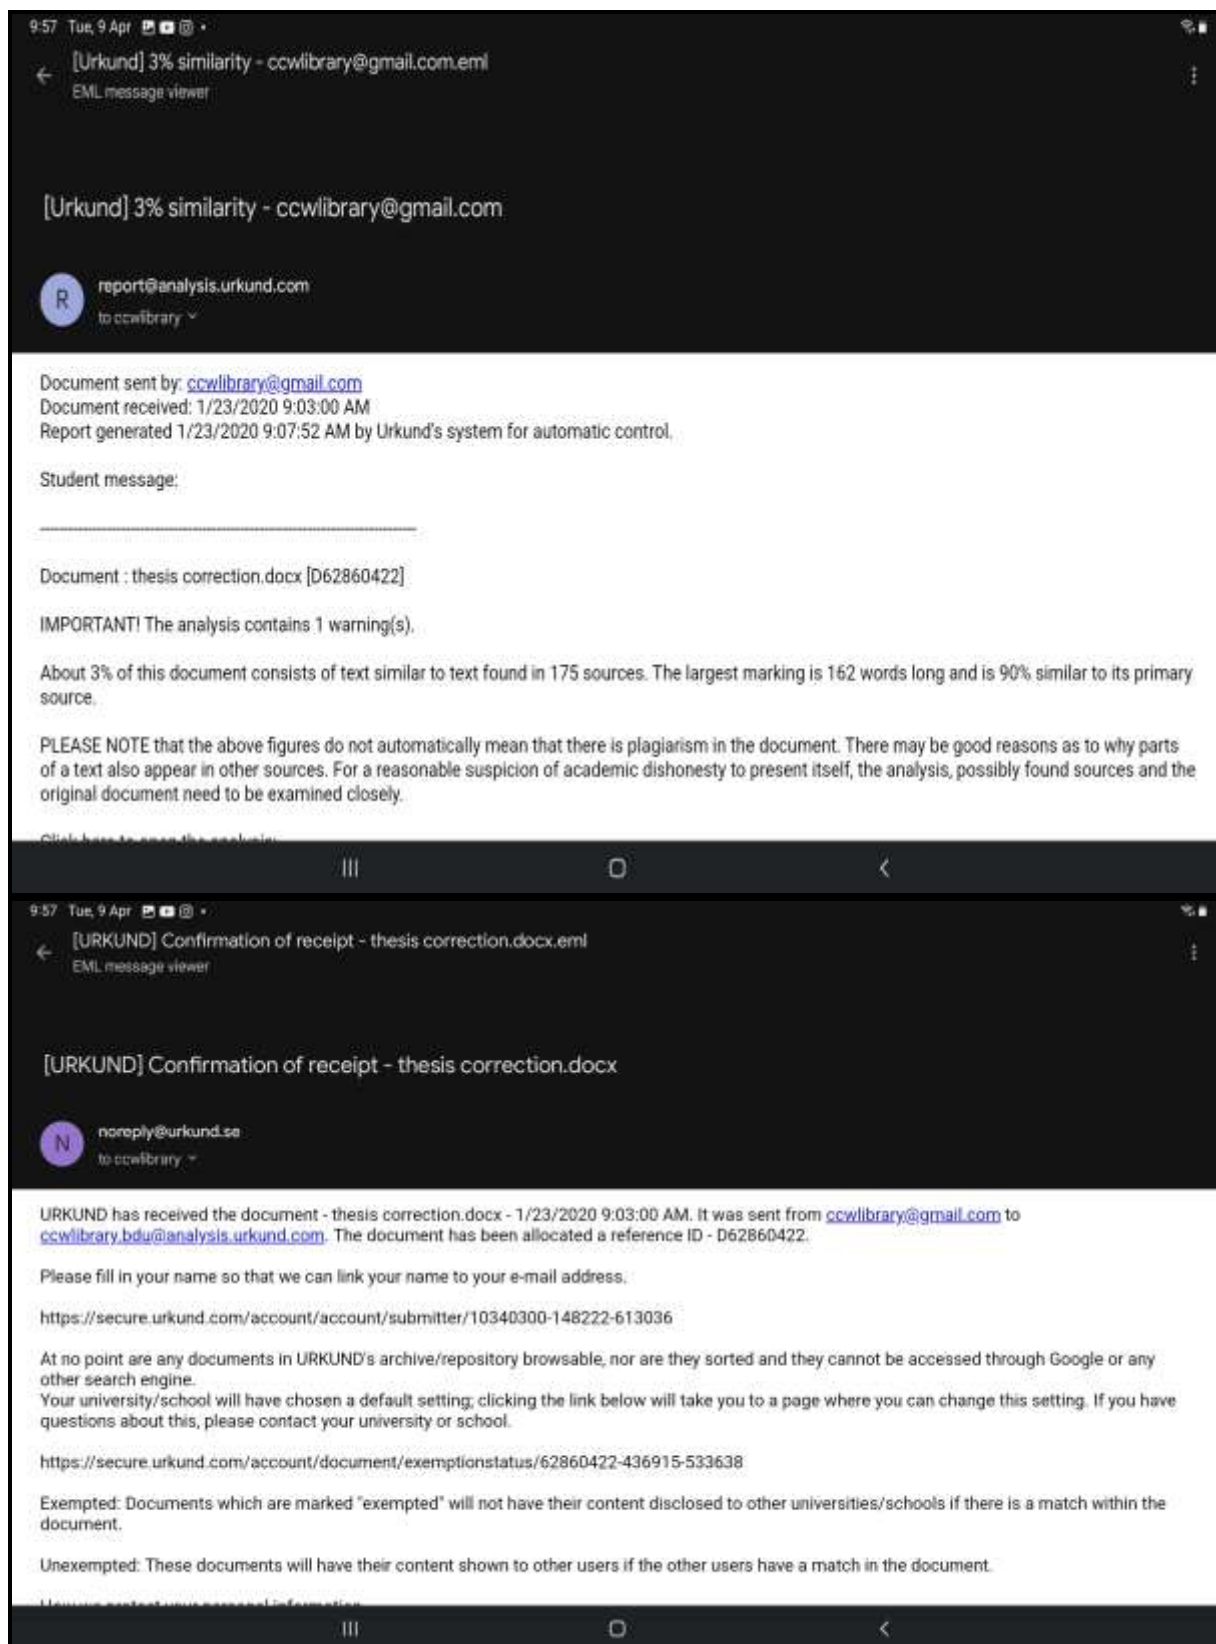 9:57 Tue, 9 Apr
[Urkund] 3% similarity - ccwlibrary@gmail.com.eml
EML message viewer
[Urkund] 3% similarity - ccwlibrary@gmail.com
R
report@analysis.urkund.com
to ccwlibrary
Document sent by: ccwlibrary@gmail.com
Document received: 1/23/2020 9:03:00 AM
Report generated 1/23/2020 9:07:52 AM by Urkund's system for automatic control.
Student message:
Document : thesis correction.docx [D62860422]
IMPORTANT! The analysis contains 1 warning(s).
About 3% of this document consists of text similar to text found in 175 sources. The largest marking is 162 words long and is 90% similar to its primary
source.
PLEASE NOTE that the above figures do not automatically mean that there is plagiarism in the document. There may be good reasons as to why parts
of a text also appear in other sources. For a reasonable suspicion of academic dishonesty to present itself, the analysis, possibly found sources and the
original document need to be examined closely.
Click here to open the analysis:
9:57 Tue, 9 Apr
[URKUND] Confirmation of receipt - thesis correction.docx.eml
EML message viewer
[URKUND] Confirmation of receipt - thesis correction.docx
N
noreply@urkund.se
to ccwlibrary
URKUND has received the document - thesis correction.docx - 1/23/2020 9:03:00 AM. It was sent from ccwlibrary@gmail.com to
ccwlibrary.bdu@analysis.urkund.com. The document has been allocated a reference ID - D62860422.
Please fill in your name so that we can link your name to your e-mail address.
https://secure.urkund.com/account/account/submitter/10340300-148222-613036
At no point are any documents in URKUND's archive/repository browsable, nor are they sorted and they cannot be accessed through Google or any
other search engine.
Your university/school will have chosen a default setting; clicking the link below will take you to a page where you can change this setting. If you have
questions about this, please contact your university or school.
https://secure.urkund.com/account/document/exemptionstatus/62860422-436915-533638
Exempted: Documents which are marked "exempted" will not have their content disclosed to other universities/schools if there is a match within the
document.
Unexempted: These documents will have their content shown to other users if the other users have a match in the document.
How we protect your personal information